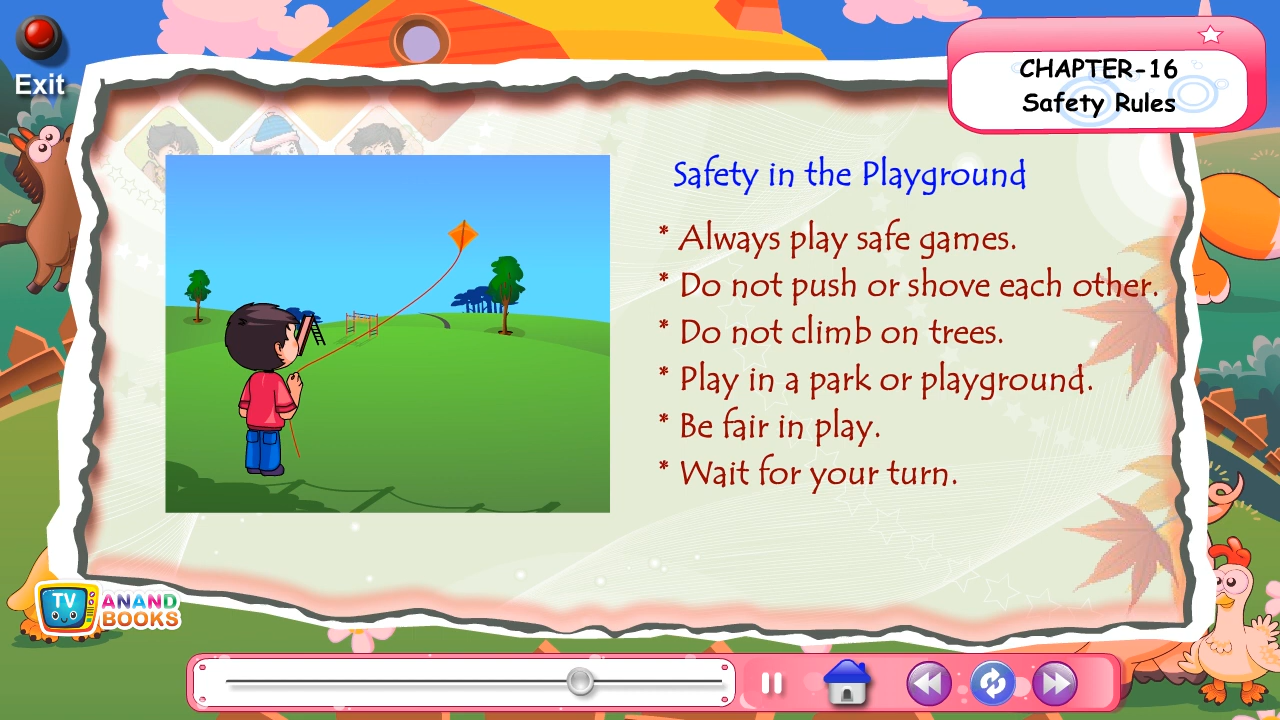 Exit
CHAPTER-16
Safety Rules
Safety in the Playground
* Always play safe games.
* Do not push or shove each other.
* Do not climb on trees.
* Play in a park or playground.
* Be fair in play.
* Wait for your turn.
TV
ANAND
BOOKS